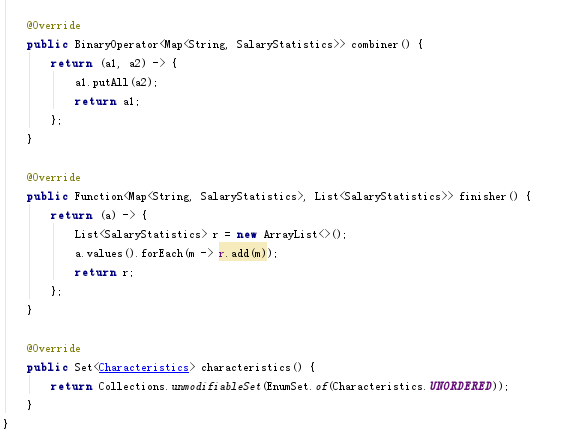 @Override
public BinaryOperator<Map<String, SalaryStatistics>> combiner() {
return (a1, a2) -> {
a1.putAll(a2);
return a1;
};
}
@Override
public Function<Map<String, SalaryStatistics>, List<SalaryStatistics>> finisher() {
return (a) -> {
List<SalaryStatistics> r = new ArrayList<>();
a.values().forEach(m -> r.add(m));
return r;
};
}
@Override
public Set<Characteristics> characteristics() {
return Collections.unmodifiableSet(EnumSet.of(Characteristics.UNORDERED));
}
}